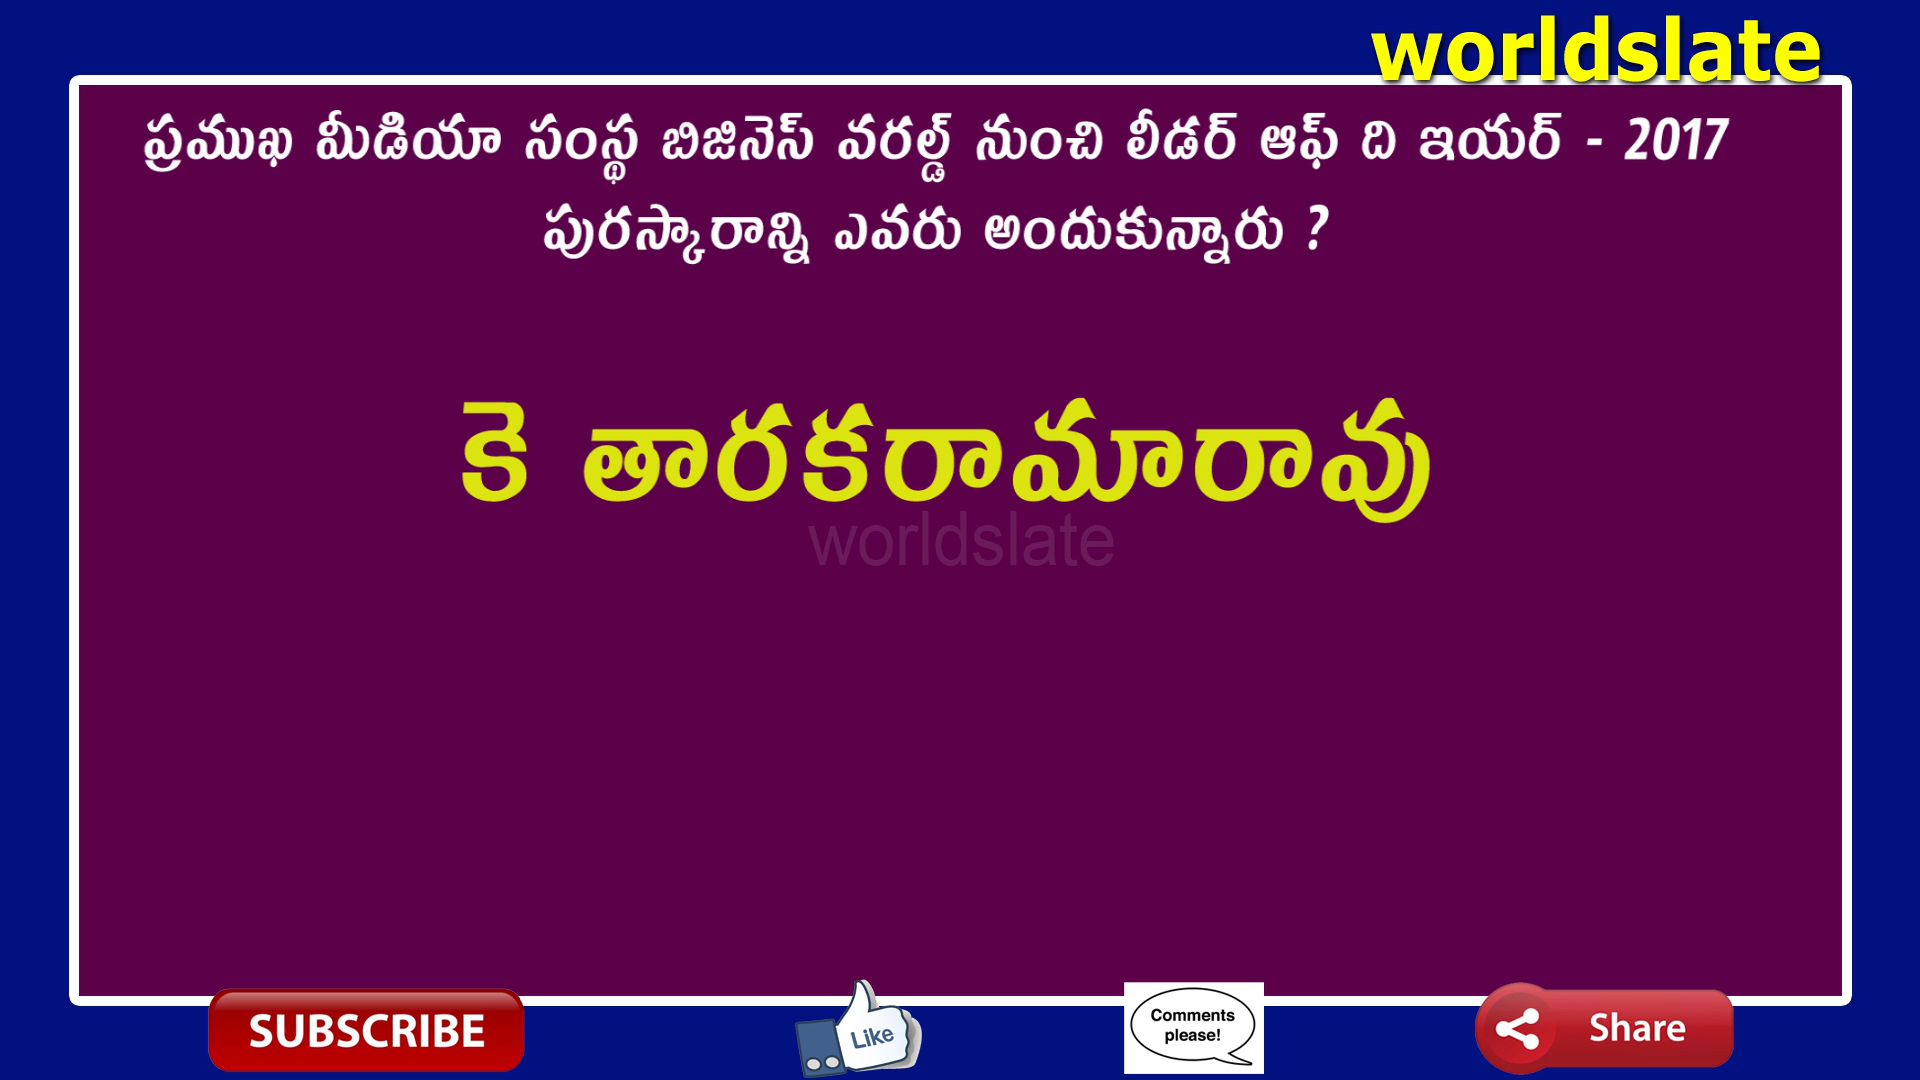 worldslate
ప్రముఖ మీడియా సంస్థ బిజినెస్ వరల్డ్ నుంచి లీడర్ ఆఫ్ ది ఇయర్ - 2017
పురస్కారాన్ని ఎవరు అందుకున్నారు ?
కె తారకరామారావు
worldslate
SUBSCRIBE
Like
Comments
please!
Share